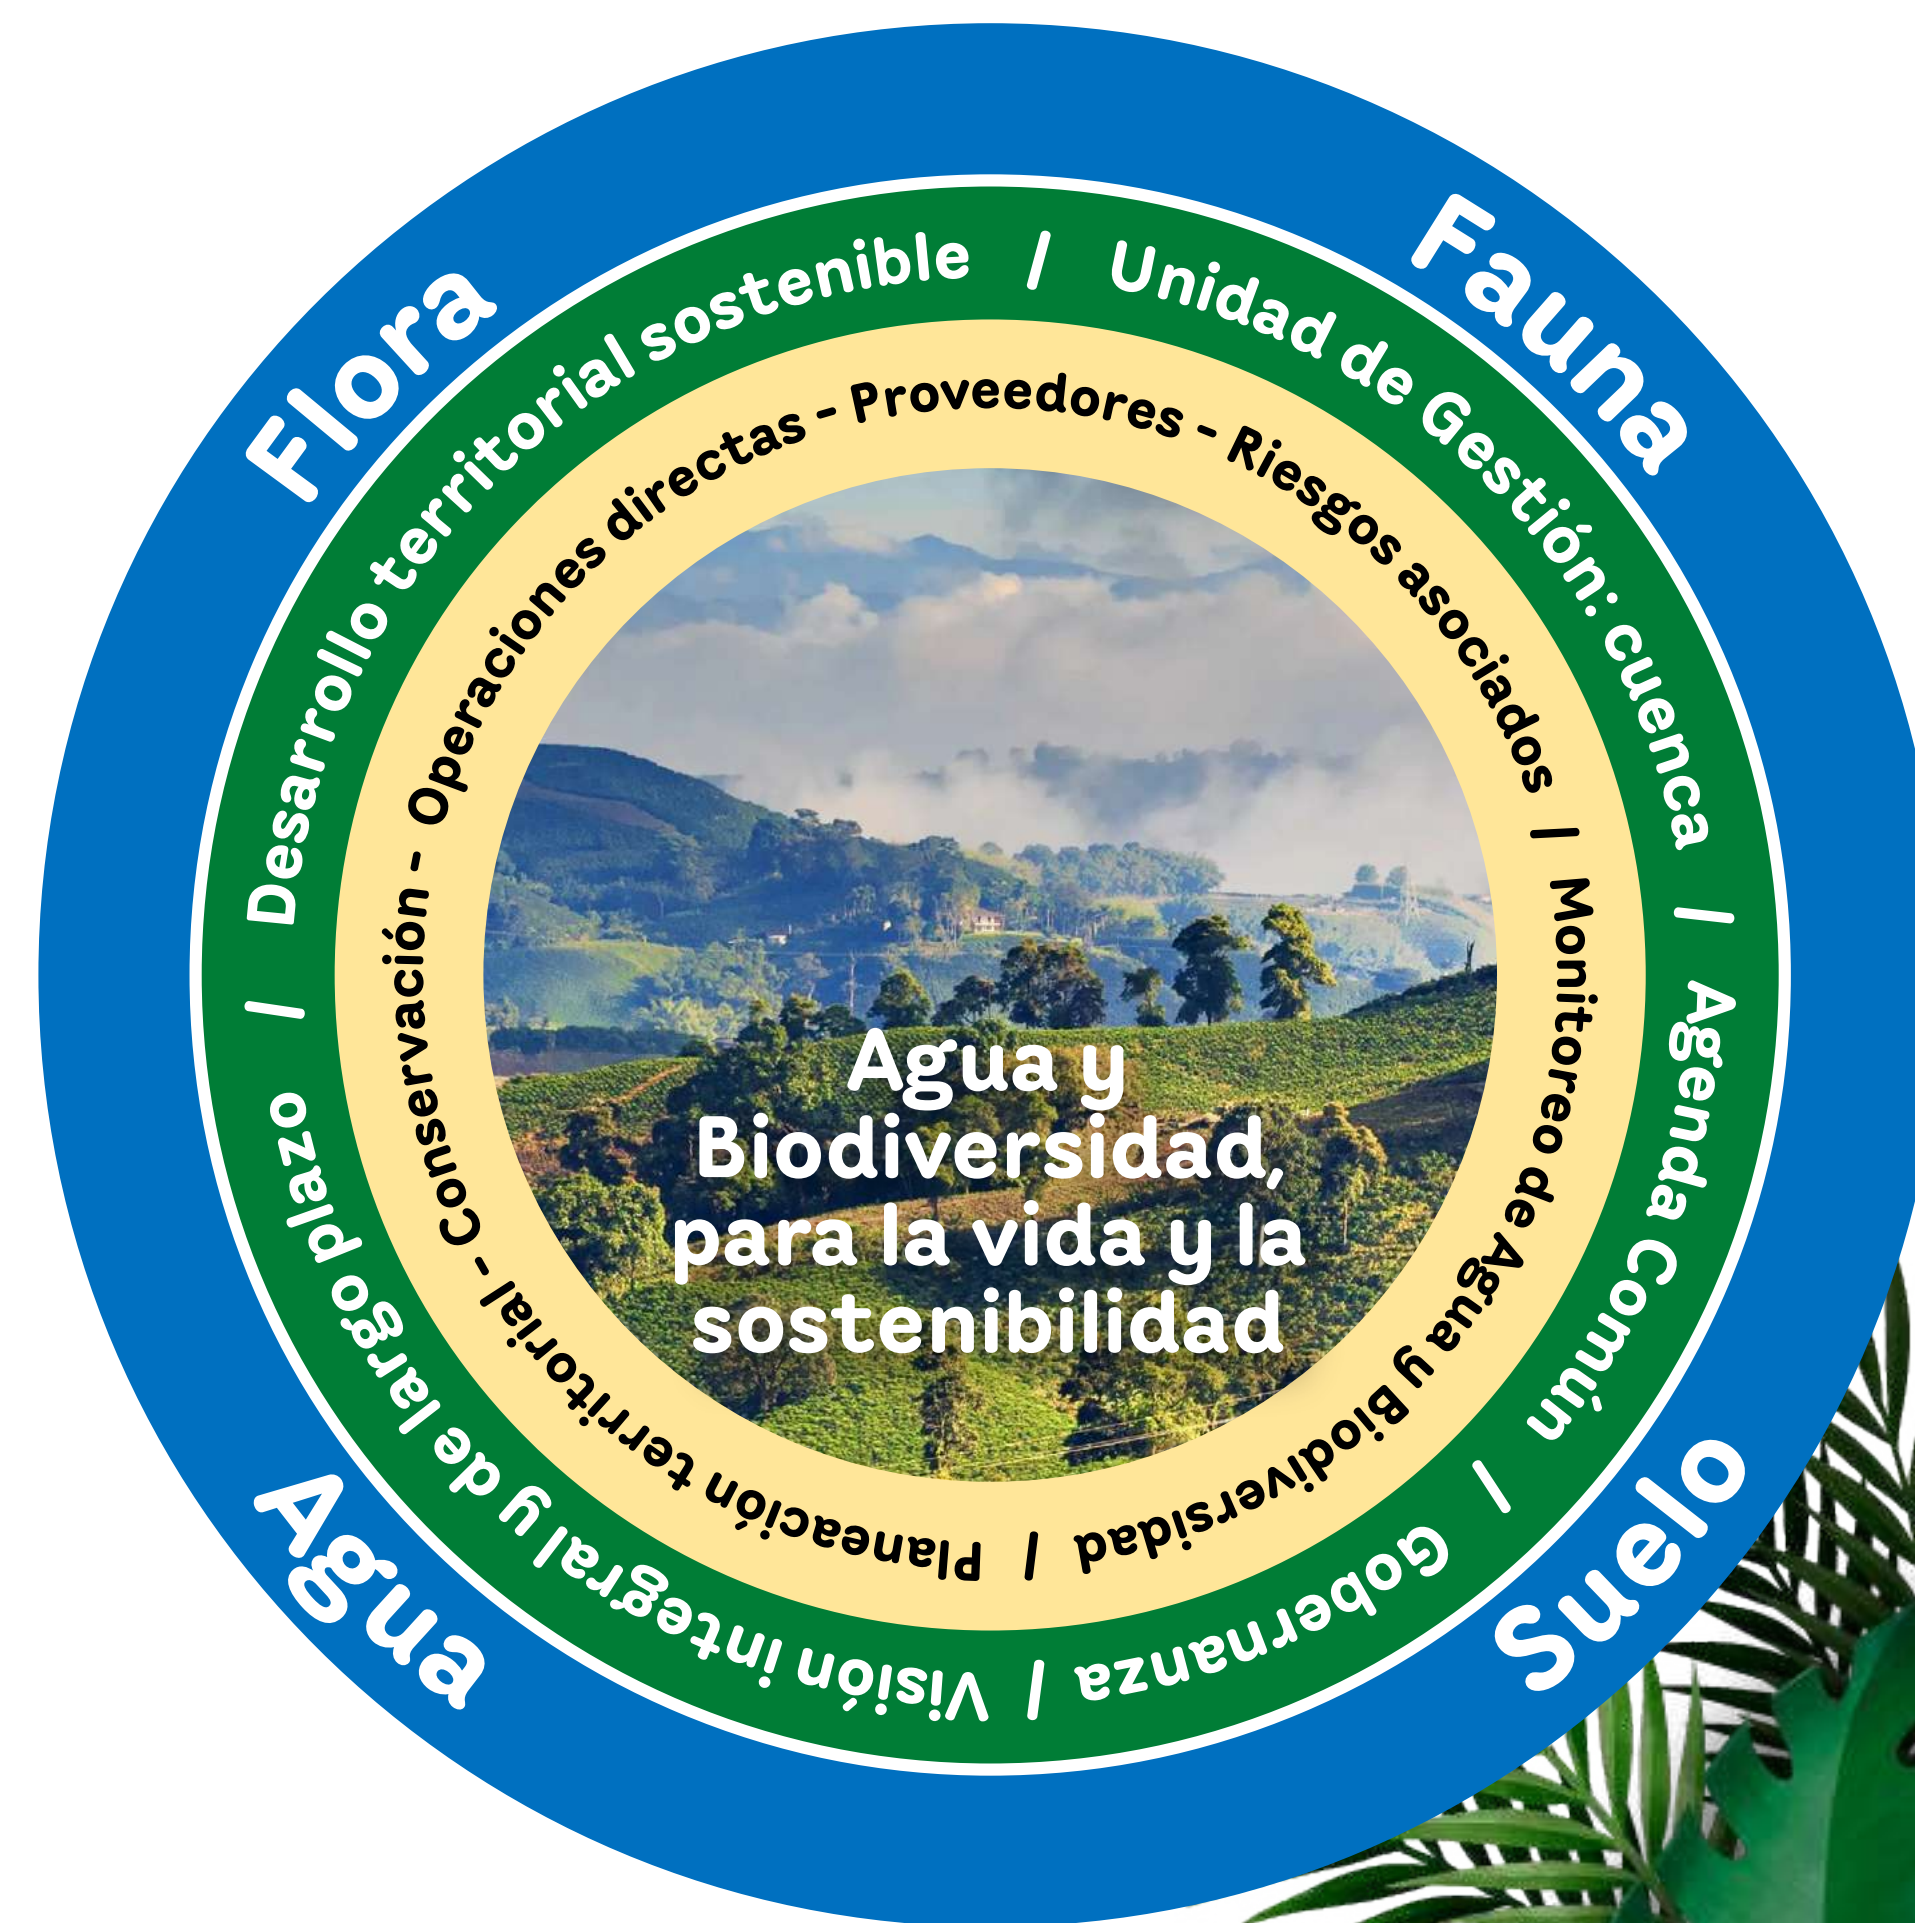 Flora
Fauna
Suelo
Agua
Desarrollo territorial sostenible | Unidad de Gestión: cuenca | Agenda Común | Gobernanza | Visión integral y de largo plazo |
Conservación - Operaciones directas - Proveedores - Riesgos asociados | Monitoreo de Agua y Biodiversidad | Planeación territorial -
Agua y
Biodiversidad,
para la vida y la
sostenibilidad